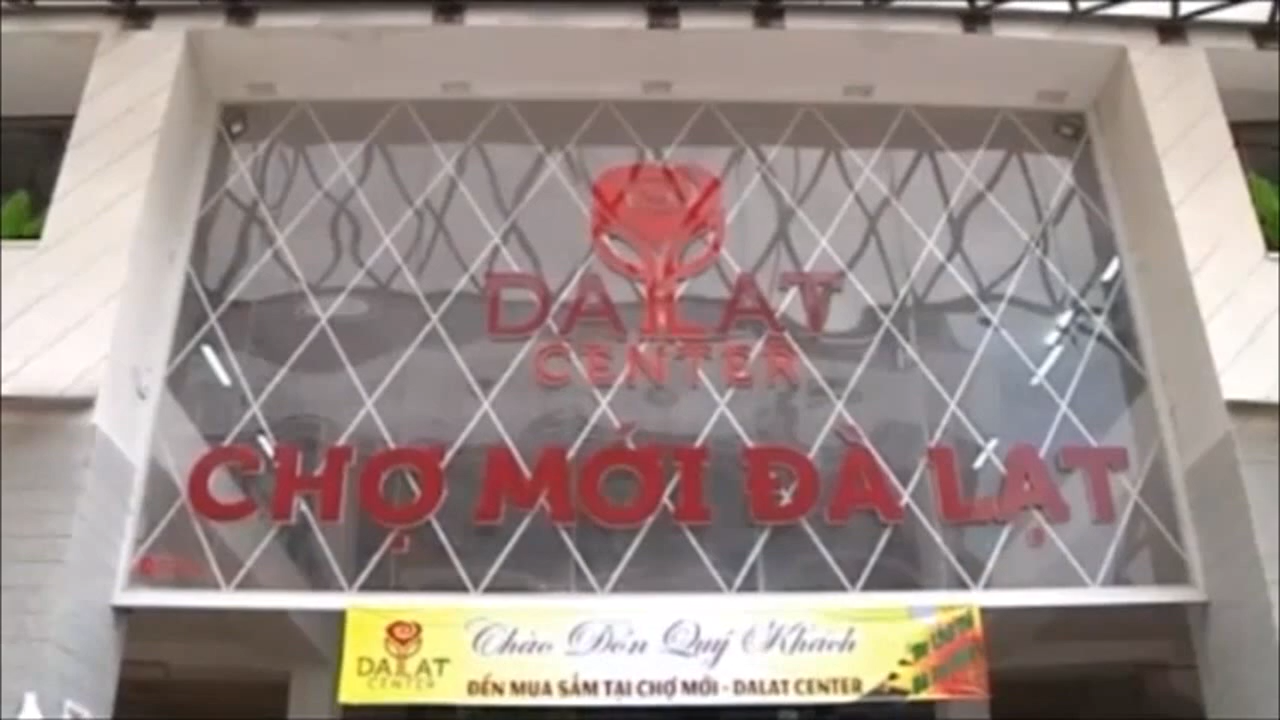 DALAT
CENTER
CHỢ MỚI ĐÀ LẠT
DALAT
CENTER
Chào Đón Quý Khách
ĐẾN MUA SẮM TẠI CHỢ MỚI - DALAT CENTER